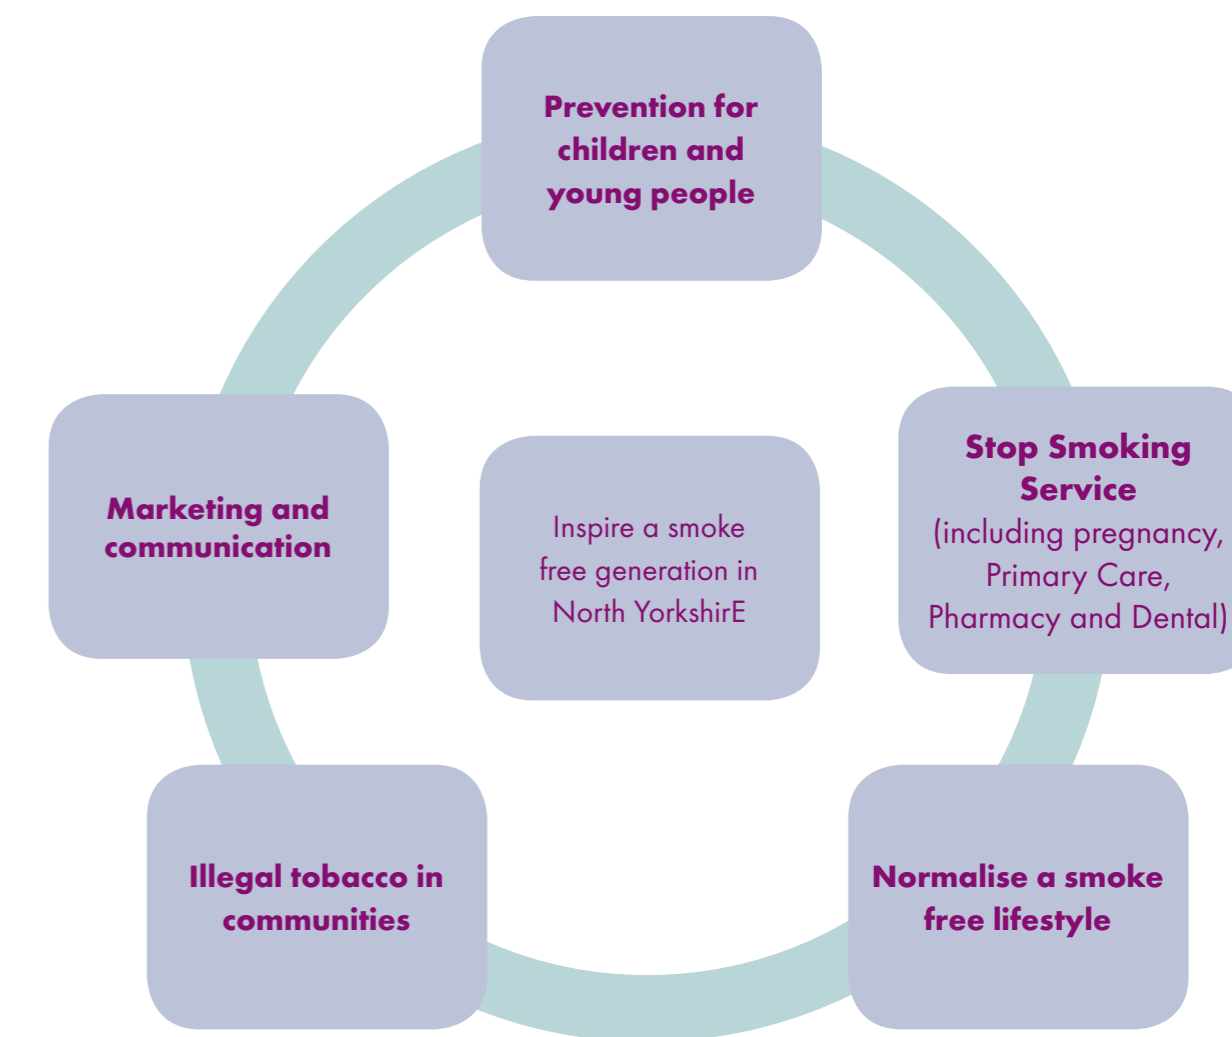 Prevention for
children and
young people
Stop Smoking
Service
(including pregnancy,
Primary Care,
Pharmacy and Dental)
Marketing and
communication
Inspire a smoke
free generation in
North YorkshirE
Illegal tobacco in
communities
Normalise a smoke
free lifestyle